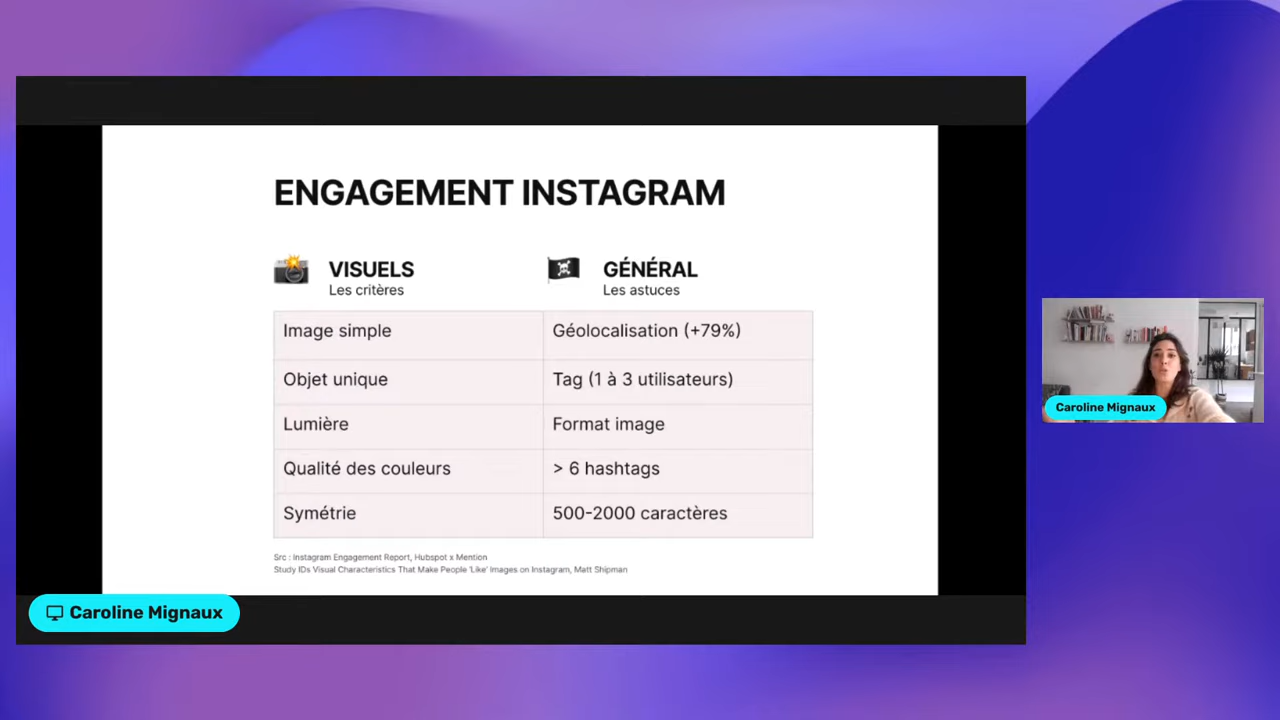 ENGAGEMENT INSTAGRAM
VISUELS
Les critères
GÉNÉRAL
Les astuces
Image simple
Géolocalisation (+79%)
Objet unique
Tag (1 à 3 utilisateurs)
Lumière
Format image
Qualité des couleurs
> 6 hashtags
Symétrie
500-2000 caractères
Src : Instagram Engagement Report, Hubspot x Mention
Study IDs Visual Characteristics That Make People 'Like' Images on Instagram, Matt Shipman
Caroline Mignaux
Caroline Mignaux